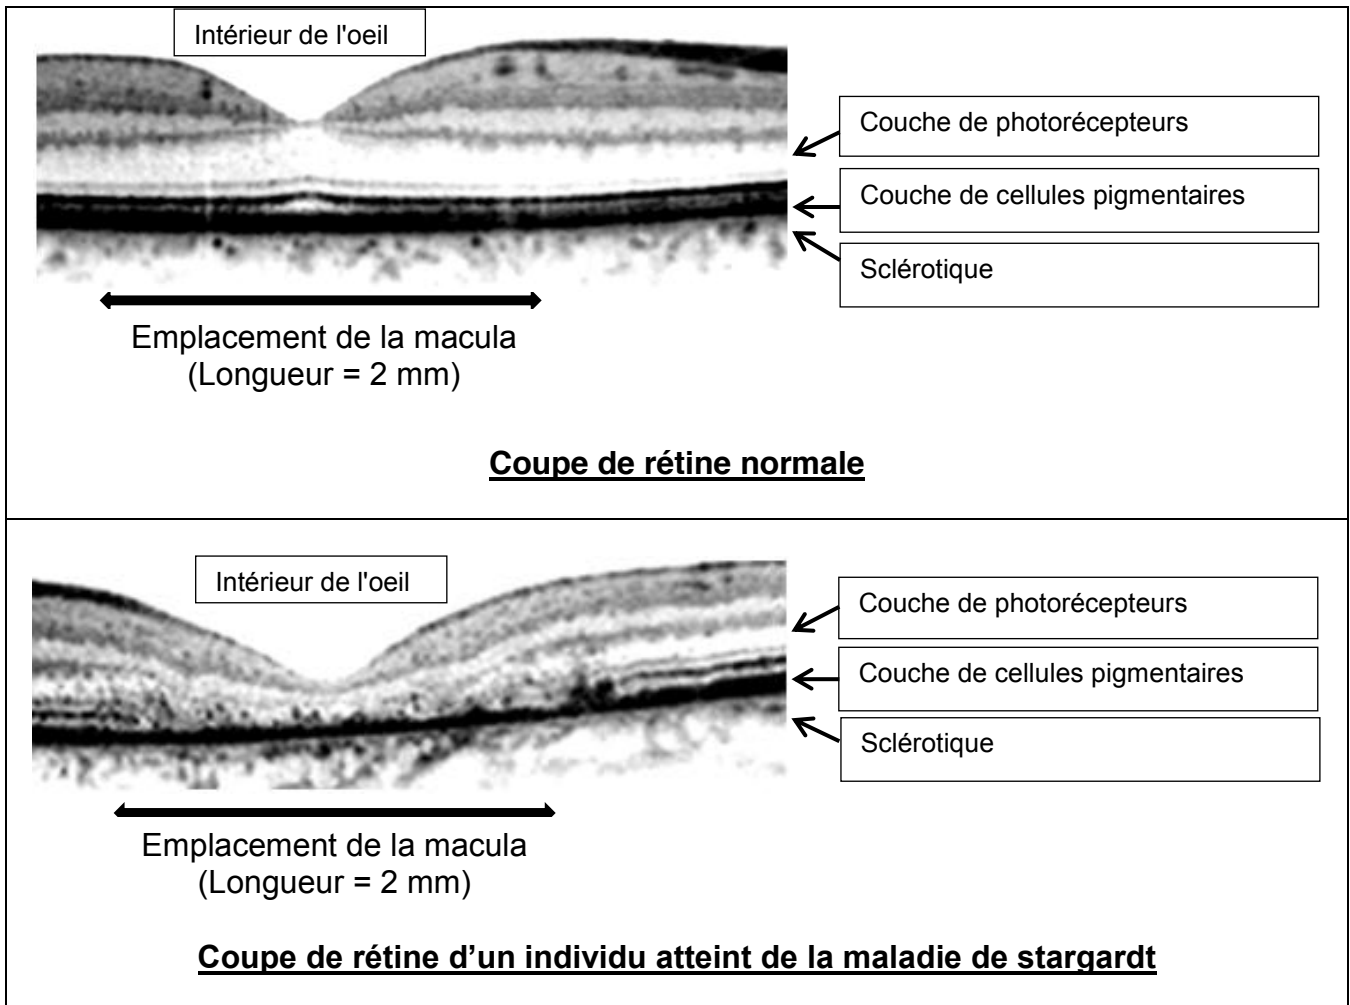 Intérieur de l'oeil
Couche de photorécepteurs
Couche de cellules pigmentaires
Sclérotique
Emplacement de la macula
(Longueur = 2 mm)
Coupe de rétine normale
Intérieur de l'oeil
Couche de photorécepteurs
Couche de cellules pigmentaires
Sclérotique
Emplacement de la macula
(Longueur = 2 mm)
Coupe de rétine d'un individu atteint de la maladie de stargardt